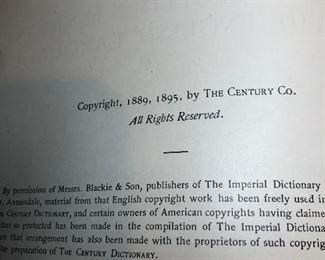 Copyright, 1889, 1895, by THE CENTURY CO.
All Rights Reserved.
By permission of Messrs. Blackie & Son, publishers of The Imperial Dictionary
r. Annandale, material from that English copyright work has been freely used in
CENTURY DICTIONARY, and certain owners of American copyrights having claime
so protected has been made in the compilation of The Imperial Dictiona
that arrangement has also been made with the proprietors of such copyrig
the preparation of THE CENTURY DICTIONARY.